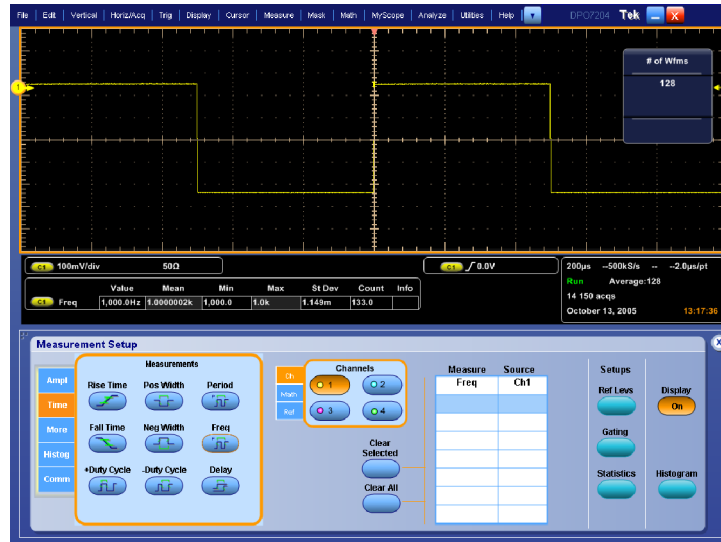 File | Edit | Vertical | Horiz/Acq | Trig | Display | Cursor | Measure | Mask | Math | MyScope | Analyze | Utilities | Help DPO7204 Tek X
# of Wfms
128
1
C1 100mV/div 50Ω
C1 0.0V
200µs --500kS/s -- --2.0µs/pt
Run Average:128
14 150 acqs
October 13, 2005 13:17:36
Value Mean Min Max St Dev Count Info
C1 Freq 1,000.0Hz 1.0000002k 1,000.0 1.0k 1.149m 133.0
Measurement Setup X
Ampl
Time
More
Histog
Comm
Measurements
Rise Time Pos Width Period
Fall Time Neg Width Freq
+Duty Cycle -Duty Cycle Delay
Ch
Math
Ref
Channels
1 2
3 4
Clear
Selected
Clear All
Measure Source
Freq Ch1
Setups
Ref Levs
Gating
Statistics
Display
On
Histogram